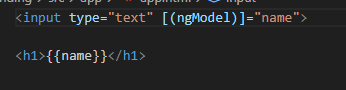 <input type="text" [(ngModel)]="name">
<h1>{{name}}</h1>